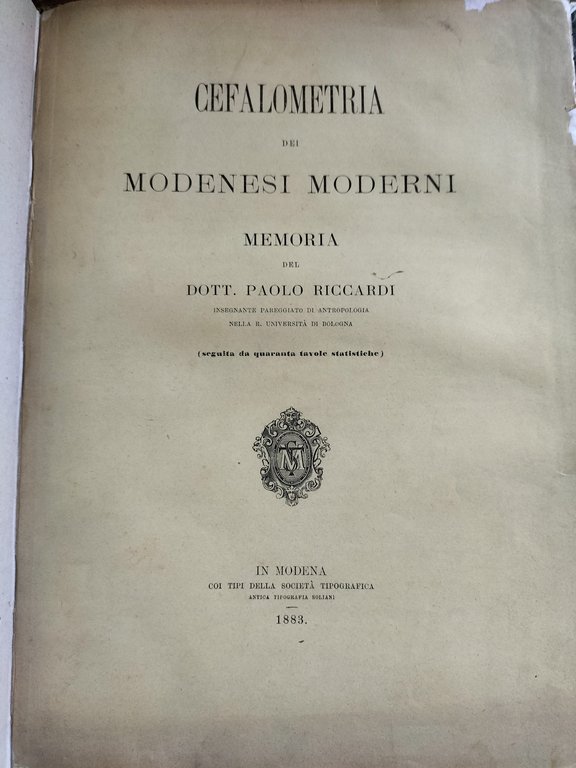 CEFALOMETRIA
DEI
MODENESI MODERNI
MEMORIA
DEL
DOTT. PAOLO RICCARDI
INSEGNANTE PAREGGIATO DI ANTROPOLOGIA
NELLA R. UNIVERSITÀ DI BOLOGNA
(seguita da quaranta tavole statistiche)
IN MODENA
COI TIPI DELLA SOCIETÀ TIPOGRAFICA
ANTICA TIPOGRAFIA SOLIANI
1883.